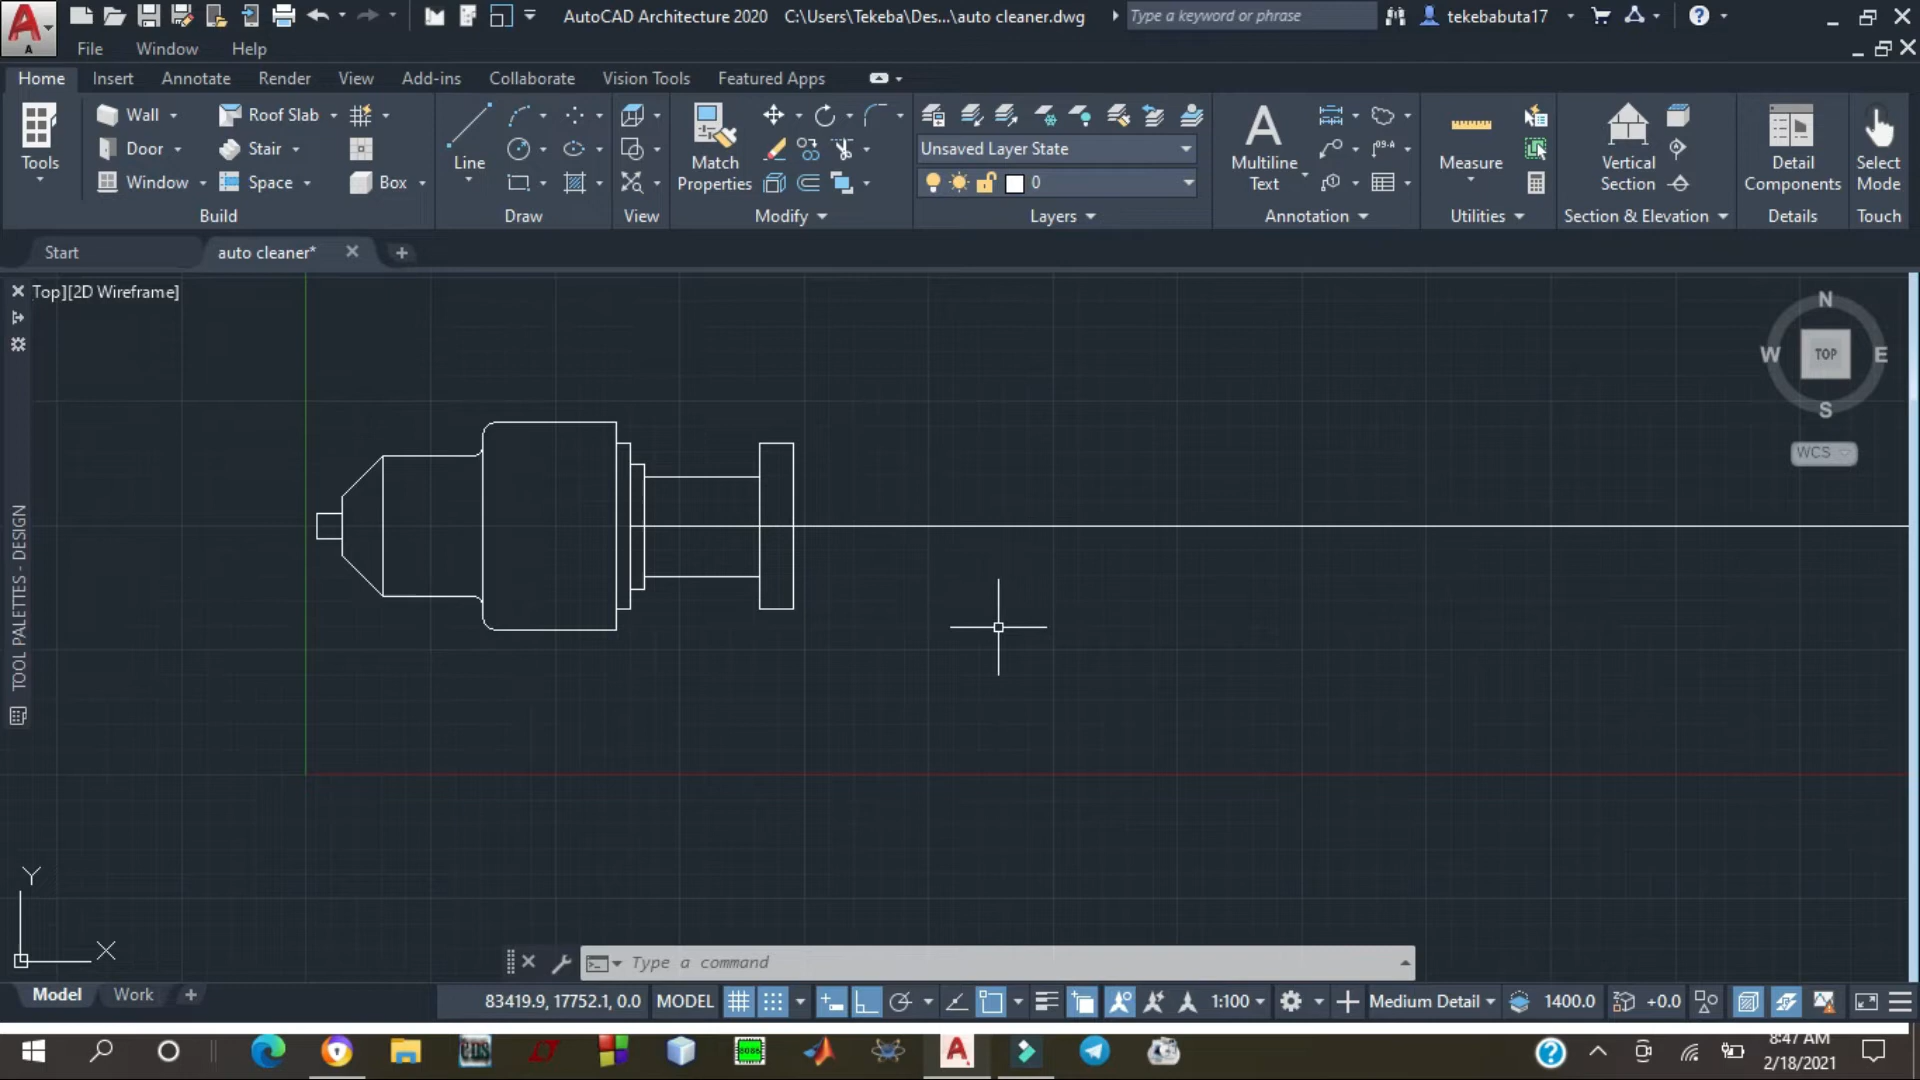 AutoCAD Architecture 2020 C:\Users\Tekeba\Des...\auto cleaner.dwg
Type a keyword or phrase
tekebabuta17
A
File Window Help
Home Insert Annotate Render View Add-ins Collaborate Vision Tools Featured Apps
Tools
Wall
Door
Window
Roof Slab
Stair
Space
Box
Build
Line
Draw
View
Match
Properties
Modify
Unsaved Layer State
0
Layers
A
Multiline
Text
Annotation
Measure
Utilities
Vertical
Section
Section & Elevation
Detail
Components
Details
Select
Mode
Touch
Start
auto cleaner*
Top][2D Wireframe]
N
W TOP E
S
WCS
TOOL PALETTES - DESIGN
Y
X
Type a command
Model Work
83419.9, 17752.1, 0.0 MODEL
1:100
Medium Detail
1400.0
+0.0
8:47 AM
2/18/2021